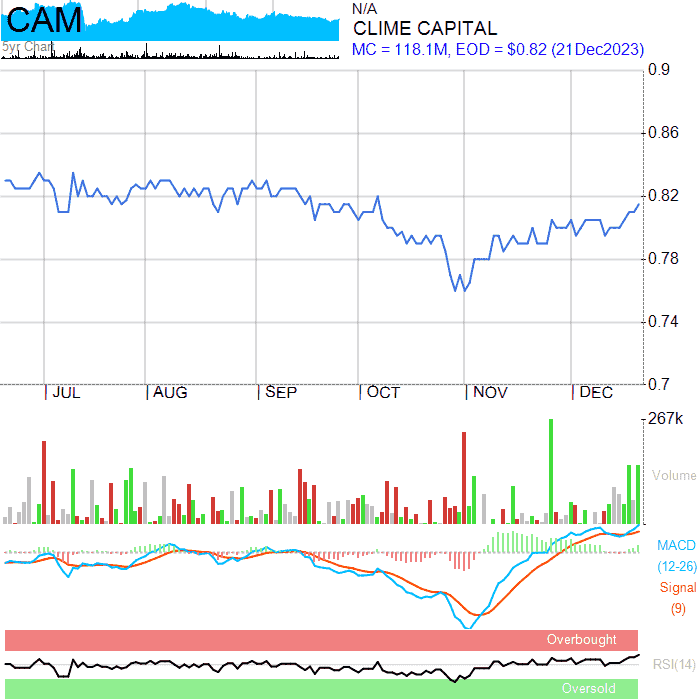 CAM
5yr Chart
N/A
CLIME CAPITAL
MC = 118.1M, EOD = $0.82 (21Dec2023)
0.9
0.86
0.82
0.78
0.74
0.7
JUL AUG SEP OCT NOV DEC
267k
Volume
MACD
(12-26)
Signal
(9)
Overbought
RSI(14)
Oversold